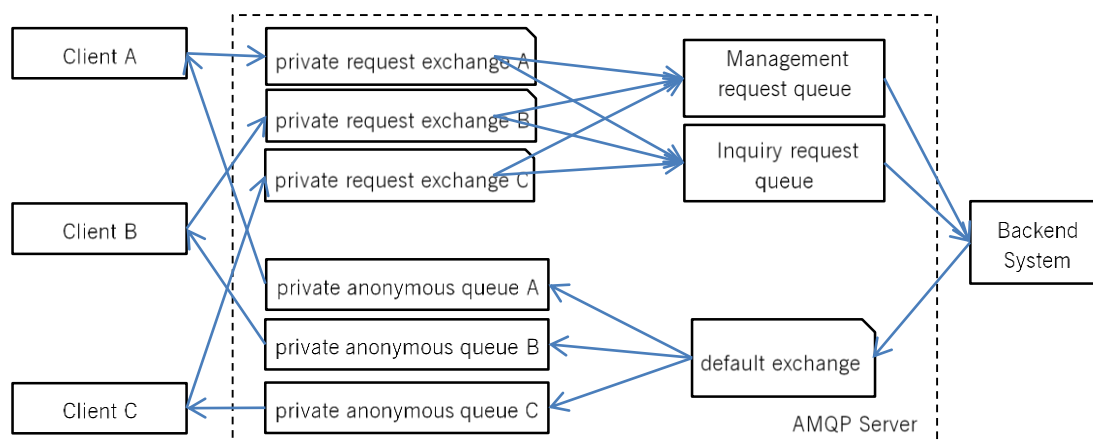 Client A
private request exchange A
Management
request queue
private request exchange B
Inquiry request
queue
private request exchange C
Client B
Backend
System
private anonymous queue A
private anonymous queue B
default exchange
Client C
private anonymous queue C
AMQP Server